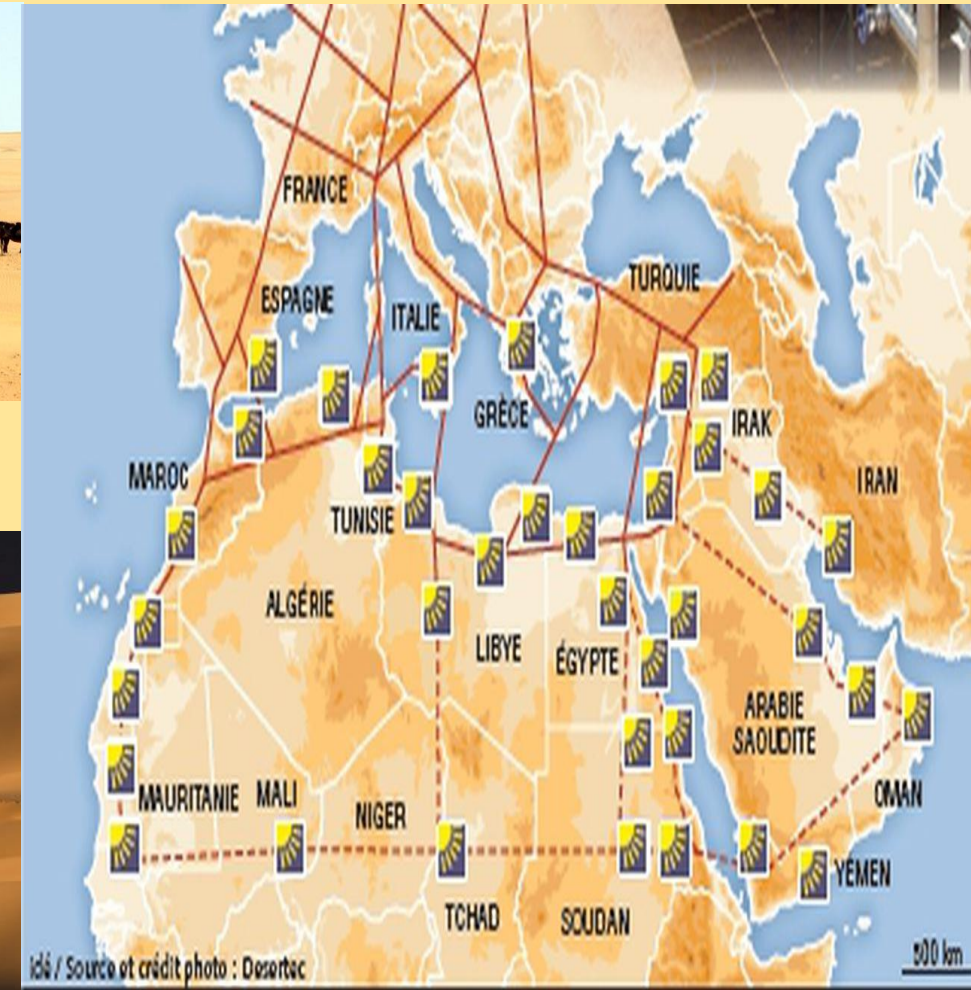 FRANCE
TURQUIE
ESPAGNE
ITALIE
GRÈCE
IRAK
MAROC
IRAN
TUNISIE
ALGÉRIE
LIBYE
ÉGYPTE
ARABIE
SAOUDITE
MAURITANIE
MALI
OMAN
NIGER
YÉMEN
TCHAD
SOUDAN
Idé / Source et crédit photo : Desertec
500 km